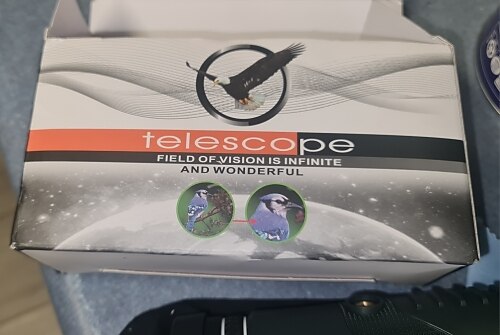 telescope
FIELD OF VISION IS INFINITE
AND WONDERFUL